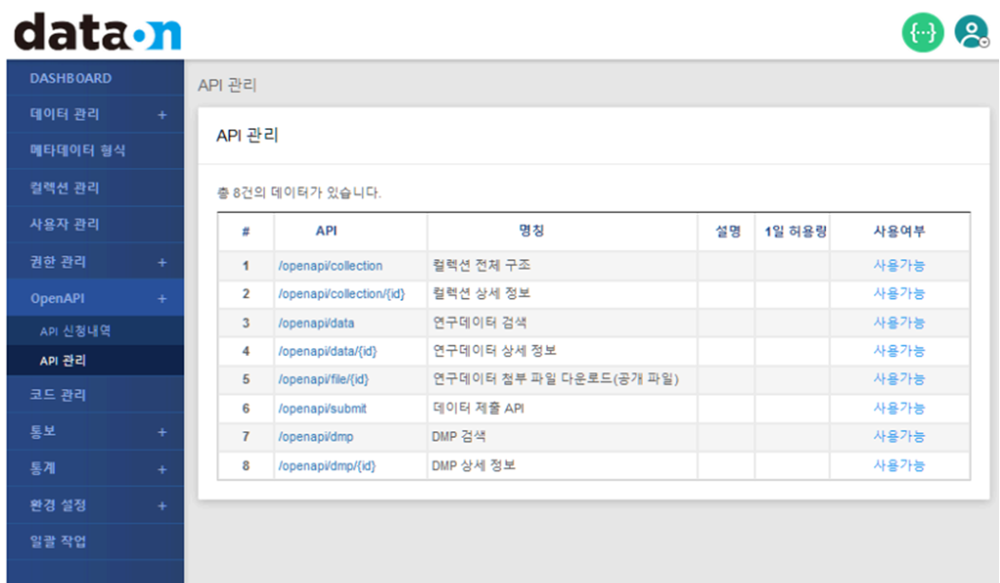 dataon
{···}
DASHBOARD
데이터 관리 +
메타데이터 형식
컬렉션 관리
사용자 관리
권한 관리 +
OpenAPI +
API 신청내역
API 관리
코드 관리
통보 +
통계 +
환경 설정 +
일괄 작업
API 관리
API 관리
총 8건의 데이터가 있습니다.
# API 명칭 설명 1일 허용량 사용여부
1 /openapi/collection 컬렉션 전체 구조 사용가능
2 /openapi/collection/{id} 컬렉션 상세 정보 사용가능
3 /openapi/data 연구데이터 검색 사용가능
4 /openapi/data/{id} 연구데이터 상세 정보 사용가능
5 /openapi/file/{id} 연구데이터 첨부 파일 다운로드(공개 파일) 사용가능
6 /openapi/submit 데이터 제출 API 사용가능
7 /openapi/dmp DMP 검색 사용가능
8 /openapi/dmp/{id} DMP 상세 정보 사용가능